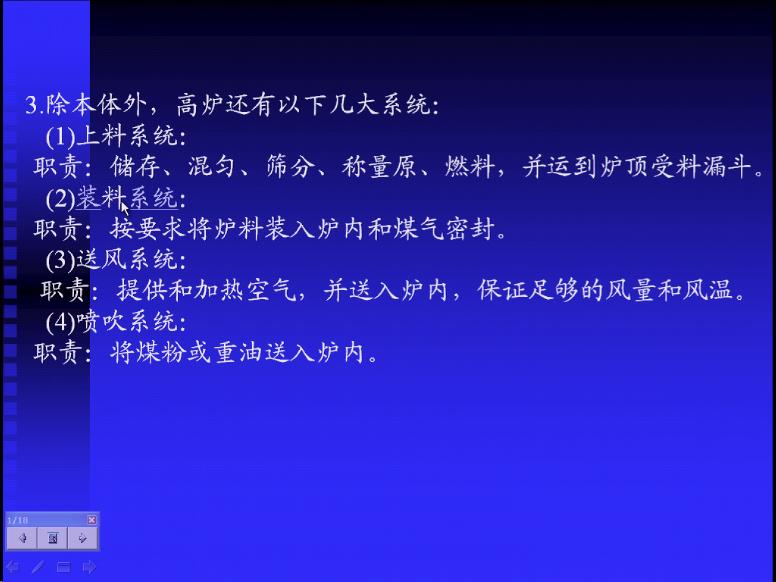 3.除本体外，高炉还有以下几大系统：
(1)上料系统：
职责：储存、混匀、筛分、称量原、燃料，并运到炉顶受料漏斗。
(2)装料系统：
职责：按要求将炉料装入炉内和煤气密封。
(3)送风系统：
职责：提供和加热空气，并送入炉内，保证足够的风量和风温。
(4)喷吹系统：
职责：将煤粉或重油送入炉内。
1/18